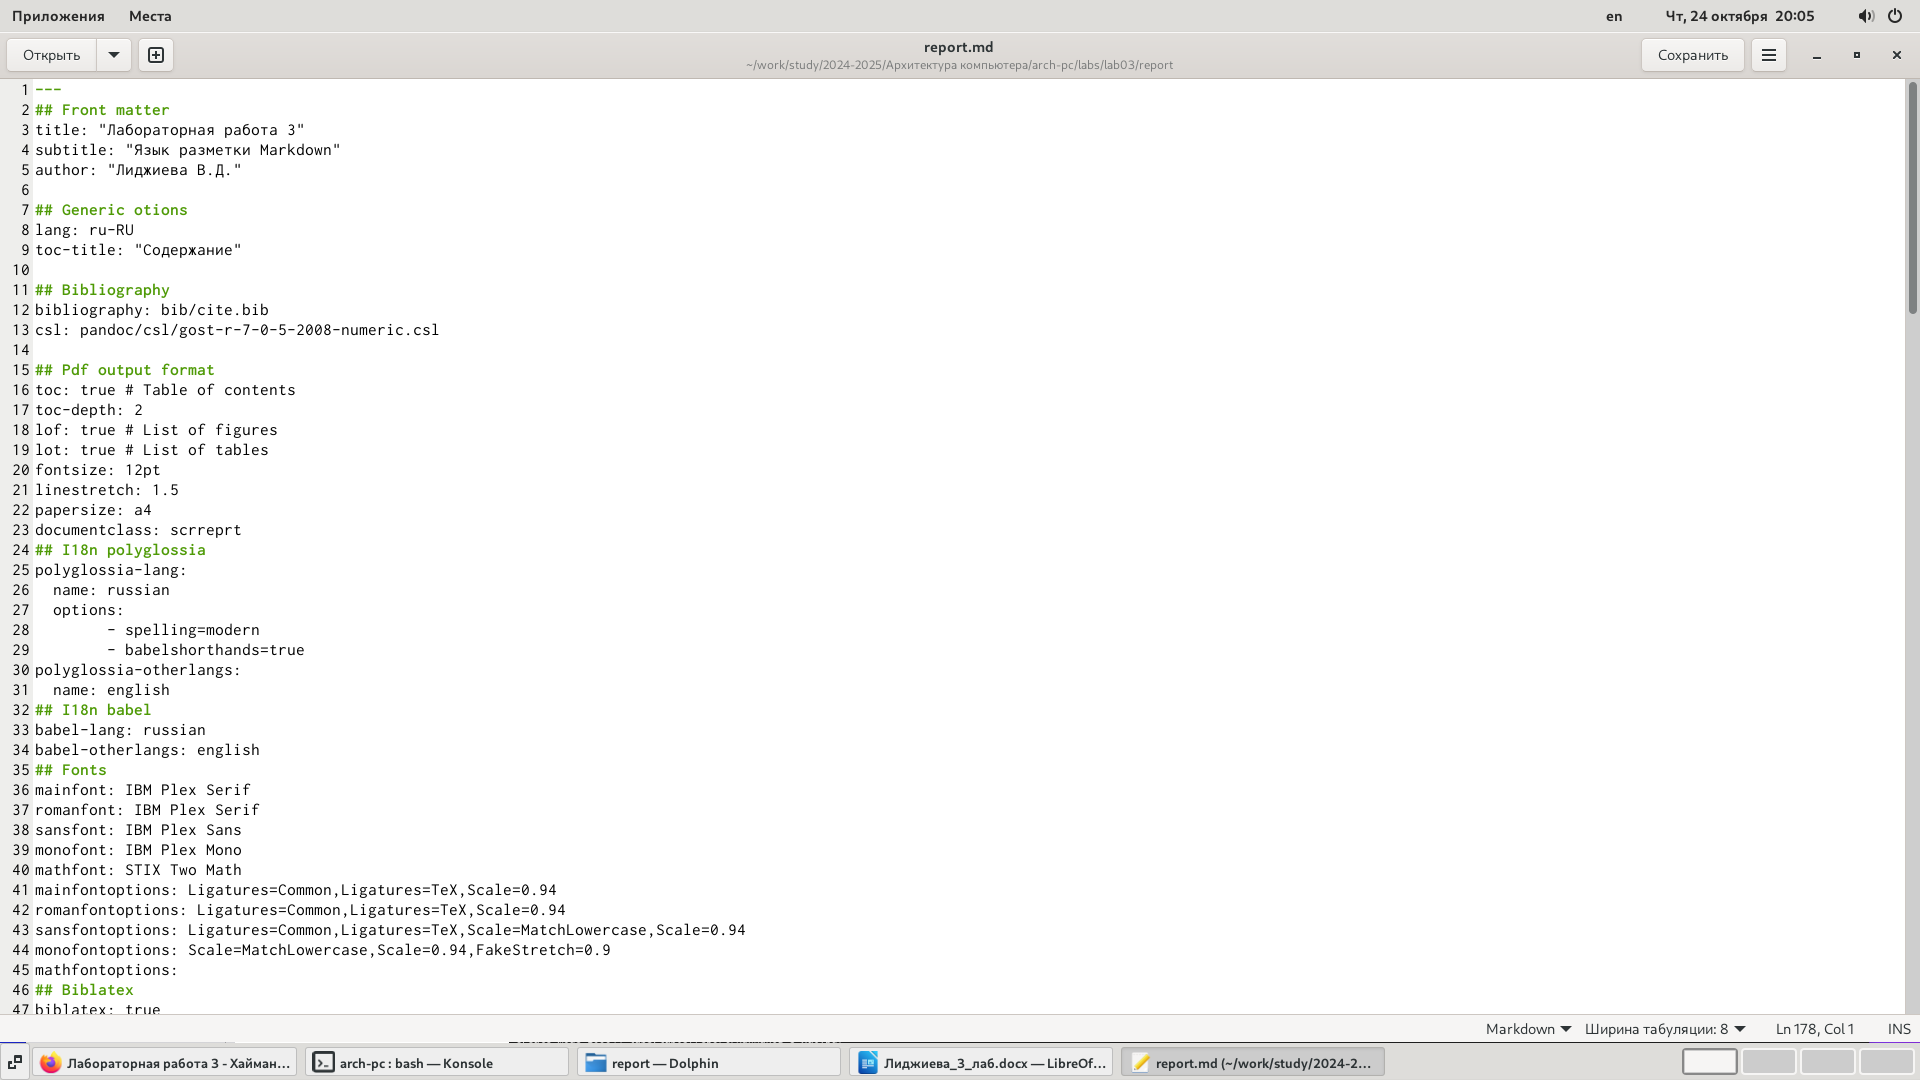 Приложения Места en Чт, 24 октября 20:05
Открыть report.md Сохранить
~/work/study/2024-2025/Архитектура компьютера/arch-pc/labs/lab03/report
1 ---
2 ## Front matter
3 title: "Лабораторная работа 3"
4 subtitle: "Язык разметки Markdown"
5 author: "Лиджиева В.Д."
6
7 ## Generic otions
8 lang: ru-RU
9 toc-title: "Содержание"
10
11 ## Bibliography
12 bibliography: bib/cite.bib
13 csl: pandoc/csl/gost-r-7-0-5-2008-numeric.csl
14
15 ## Pdf output format
16 toc: true # Table of contents
17 toc-depth: 2
18 lof: true # List of figures
19 lot: true # List of tables
20 fontsize: 12pt
21 linestretch: 1.5
22 papersize: a4
23 documentclass: scrreprt
24 ## I18n polyglossia
25 polyglossia-lang:
26   name: russian
27   options:
28         - spelling=modern
29         - babelshorthands=true
30 polyglossia-otherlangs:
31   name: english
32 ## I18n babel
33 babel-lang: russian
34 babel-otherlangs: english
35 ## Fonts
36 mainfont: IBM Plex Serif
37 romanfont: IBM Plex Serif
38 sansfont: IBM Plex Sans
39 monofont: IBM Plex Mono
40 mathfont: STIX Two Math
41 mainfontoptions: Ligatures=Common,Ligatures=TeX,Scale=0.94
42 romanfontoptions: Ligatures=Common,Ligatures=TeX,Scale=0.94
43 sansfontoptions: Ligatures=Common,Ligatures=TeX,Scale=MatchLowercase,Scale=0.94
44 monofontoptions: Scale=MatchLowercase,Scale=0.94,FakeStretch=0.9
45 mathfontoptions:
46 ## Biblatex
47 biblatex: true
Markdown Ширина табуляции: 8 Ln 178, Col 1 INS
Лабораторная работа 3 - Хайман... arch-pc : bash — Konsole report — Dolphin Лиджиева_3_лаб.docx — LibreOf... report.md (~/work/study/2024-2...